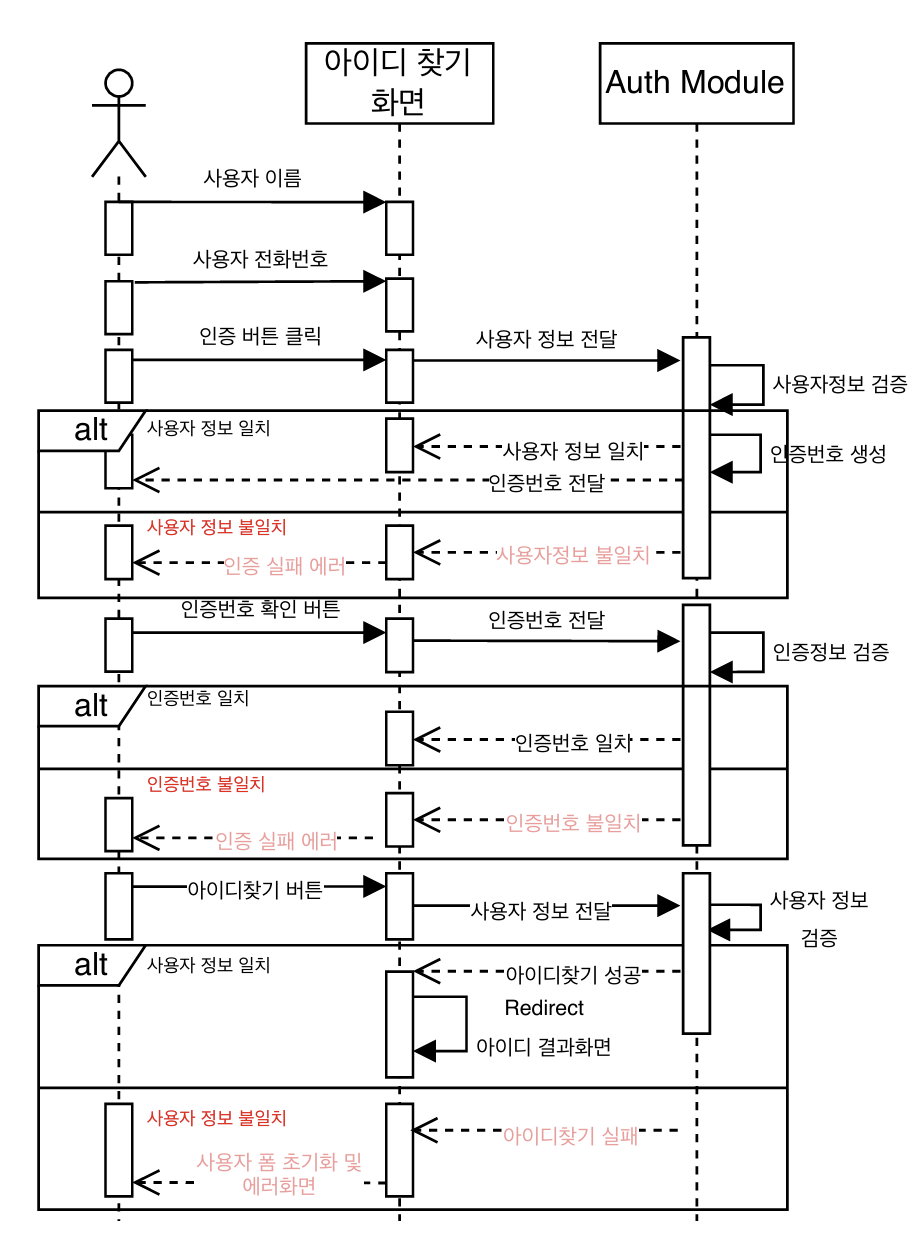 아이디 찾기
화면
Auth Module
사용자 이름
사용자 전화번호
인증 버튼 클릭
사용자 정보 전달
사용자정보 검증
alt
사용자 정보 일치
사용자 정보 일치
인증번호 생성
인증번호 전달
사용자 정보 불일치
사용자정보 불일치
인증 실패 에러
인증번호 확인 버튼
인증번호 전달
인증정보 검증
alt
인증번호 일치
인증번호 일치
인증번호 불일치
인증번호 불일치
인증 실패 에러
아이디찾기 버튼
사용자 정보 전달
사용자 정보
검증
alt
사용자 정보 일치
아이디찾기 성공
Redirect
아이디 결과화면
사용자 정보 불일치
아이디찾기 실패
사용자 폼 초기화 및
에러화면